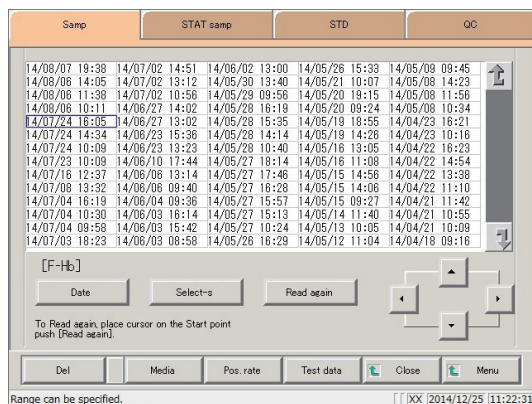 Samp STAT samp STD QC
14/08/07 19:38 14/07/02 14:51 14/06/02 13:00 14/05/26 15:33 14/05/09 09:45
14/08/06 14:05 14/07/02 13:12 14/05/30 13:40 14/05/21 10:07 14/05/08 14:23
14/08/06 11:38 14/07/02 10:56 14/05/29 09:56 14/05/20 19:15 14/05/08 11:56
14/08/06 10:11 14/06/27 14:02 14/05/28 16:19 14/05/20 09:24 14/05/08 10:34
14/07/24 16:05 14/06/27 13:02 14/05/28 15:35 14/05/19 18:55 14/04/23 16:21
14/07/24 14:34 14/06/23 15:36 14/05/28 14:14 14/05/19 14:26 14/04/23 10:16
14/07/24 10:09 14/06/23 13:23 14/05/28 10:40 14/05/16 13:05 14/04/22 16:23
14/07/23 10:09 14/06/10 17:44 14/05/27 18:14 14/05/16 11:08 14/04/22 14:54
14/07/16 12:37 14/06/06 13:14 14/05/27 17:46 14/05/15 14:56 14/04/22 13:38
14/07/08 13:32 14/06/06 09:40 14/05/27 16:28 14/05/15 14:06 14/04/22 11:10
14/07/04 16:19 14/06/04 09:36 14/05/27 15:57 14/05/15 09:27 14/04/21 11:42
14/07/04 10:30 14/06/03 16:14 14/05/27 15:13 14/05/14 11:40 14/04/21 10:55
14/07/04 09:58 14/06/03 15:42 14/05/27 10:24 14/05/13 10:05 14/04/21 10:09
14/07/03 18:23 14/06/03 08:58 14/05/26 16:29 14/05/12 11:04 14/04/18 09:16
[F-Hb]
Date Select-s Read again
To Read again, place cursor on the Start point
push [Read again].
Del Media Pos.rate Test data Close Menu
Range can be specified. XX 2014/12/25 11:22:31